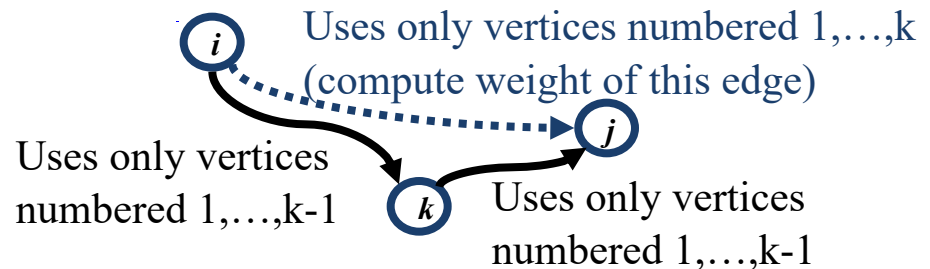 i
Uses only vertices numbered 1,…,k
(compute weight of this edge)
j
Uses only vertices
numbered 1,…,k-1
k
Uses only vertices
numbered 1,…,k-1